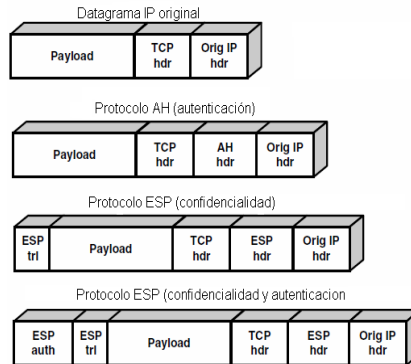 Datagrama IP original
Payload TCP hdr Orig IP hdr
Protocolo AH (autenticación)
Payload TCP hdr AH hdr Orig IP hdr
Protocolo ESP (confidencialidad)
ESP trl Payload TCP hdr ESP hdr Orig IP hdr
Protocolo ESP (confidencialidad y autenticacion
ESP auth ESP trl Payload TCP hdr ESP hdr Orig IP hdr